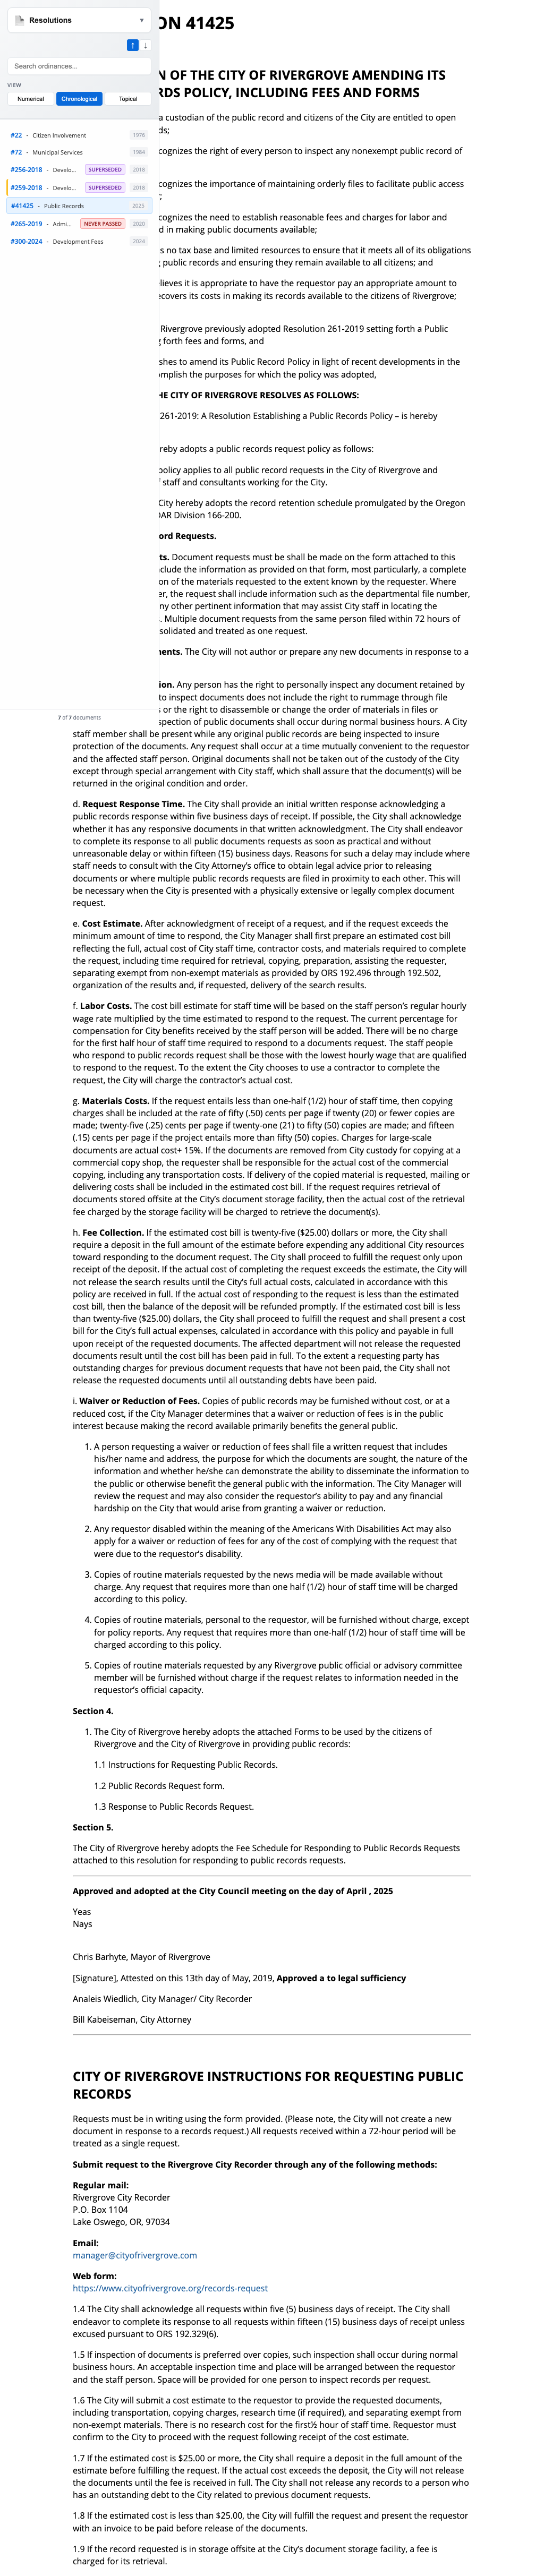 Resolutions
▼
↑ ↓
Search ordinances...
VIEW
Numerical Chronological Topical
#22 - Citizen Involvement 1976
#72 - Municipal Services 1984
#256-2018 - Develo... SUPERSEDED 2018
#259-2018 - Develo... SUPERSEDED 2018
#41425 - Public Records 2025
#265-2019 - Admi... NEVER PASSED 2020
#300-2024 - Development Fees 2024
7 of 7 documents
ON 41425
N OF THE CITY OF RIVERGROVE AMENDING ITS
RDS POLICY, INCLUDING FEES AND FORMS
a custodian of the public record and citizens of the City are entitled to open
ds;
cognizes the right of every person to inspect any nonexempt public record of
cognizes the importance of maintaining orderly files to facilitate public access
;
cognizes the need to establish reasonable fees and charges for labor and
d in making public documents available;
s no tax base and limited resources to ensure that it meets all of its obligations
g public records and ensuring they remain available to all citizens; and
elieves it is appropriate to have the requester pay an appropriate amount to
ecovers its costs in making its records available to the citizens of Rivergrove;
Rivergrove previously adopted Resolution 261-2019 setting forth a Public
g forth fees and forms, and
shes to amend its Public Record Policy in light of recent developments in the
omplish the purposes for which the policy was adopted,
HE CITY OF RIVERGROVE RESOLVES AS FOLLOWS:
261-2019: A Resolution Establishing a Public Records Policy – is hereby
reby adopts a public records request policy as follows:
policy applies to all public record requests in the City of Rivergrove and
f staff and consultants working for the City.
City hereby adopts the record retention schedule promulgated by the Oregon
OAR Division 166-200.
ord Requests.
ts. Document requests must be shall be made on the form attached to this
clude the information as provided on that form, most particularly, a complete
on of the materials requested to the extent known by the requester. Where
er, the request shall include information such as the departmental file number,
ny other pertinent information that may assist City staff in locating the
. Multiple document requests from the same person filed within 72 hours of
solidated and treated as one request.
ments. The City will not author or prepare any new documents in response to a
ion. Any person has the right to personally inspect any document retained by
to inspect documents does not include the right to rummage through file
s or the right to disassemble or change the order of materials in files or
spection of public documents shall occur during normal business hours. A City
staff member shall be present while any original public records are being inspected to insure
protection of the documents. Any request shall occur at a time mutually convenient to the requestor
and the affected staff person. Original documents shall not be taken out of the custody of the City
except through special arrangement with City staff, which shall assure that the document(s) will be
returned in the original condition and order.
d. Request Response Time. The City shall provide an initial written response acknowledging a
public records response within five business days of receipt. If possible, the City shall acknowledge
whether it has any responsive documents in that written acknowledgment. The City shall endeavor
to complete its response to all public documents requests as soon as practical and without
unreasonable delay or within fifteen (15) business days. Reasons for such a delay may include where
staff needs to consult with the City Attorney's office to obtain legal advice prior to releasing
documents or where multiple public records requests are filed in proximity to each other. This will
be necessary when the City is presented with a physically extensive or legally complex document
request.
e. Cost Estimate. After acknowledgment of receipt of a request, and if the request exceeds the
minimum amount of time to respond, the City Manager shall first prepare an estimated cost bill
reflecting the full, actual cost of City staff time, contractor costs, and materials required to complete
the request, including time required for retrieval, copying, preparation, assisting the requester,
separating exempt from non-exempt materials as provided by ORS 192.496 through 192.502,
organization of the results and, if requested, delivery of the search results.
f. Labor Costs. The cost bill estimate for staff time will be based on the staff person's regular hourly
wage rate multiplied by the time estimated to respond to the request. The current percentage for
compensation for City benefits received by the staff person will be added. There will be no charge
for the first half hour of staff time required to respond to a documents request. The staff people
who respond to public records request shall be those with the lowest hourly wage that are qualified
to respond to the request. To the extent the City chooses to use a contractor to complete the
request, the City will charge the contractor's actual cost.
g. Materials Costs. If the request entails less than one-half (1/2) hour of staff time, then copying
charges shall be included at the rate of fifty (.50) cents per page if twenty (20) or fewer copies are
made; twenty-five (.25) cents per page if twenty-one (21) to fifty (50) copies are made; and fifteen
(.15) cents per page if the project entails more than fifty (50) copies. Charges for large-scale
documents are actual cost+ 15%. If the documents are removed from City custody for copying at a
commercial copy shop, the requester shall be responsible for the actual cost of the commercial
copying, including any transportation costs. If delivery of the copied material is requested, mailing or
delivering costs shall be included in the estimated cost bill. If the request requires retrieval of
documents stored offsite at the City's document storage facility, then the actual cost of the retrieval
fee charged by the storage facility will be charged to retrieve the document(s).
h. Fee Collection. If the estimated cost bill is twenty-five ($25.00) dollars or more, the City shall
require a deposit in the full amount of the estimate before expending any additional City resources
toward responding to the document request. The City shall proceed to fulfill the request only upon
receipt of the deposit. If the actual cost of completing the request exceeds the estimate, the City will
not release the search results until the City's full actual costs, calculated in accordance with this
policy are received in full. If the actual cost of responding to the request is less than the estimated
cost bill, then the balance of the deposit will be refunded promptly. If the estimated cost bill is less
than twenty-five ($25.00) dollars, the City shall proceed to fulfill the request and shall present a cost
bill for the City's full actual expenses, calculated in accordance with this policy and payable in full
upon receipt of the requested documents. The affected department will not release the requested
documents result until the cost bill has been paid in full. To the extent a requesting party has
outstanding charges for previous document requests that have not been paid, the City shall not
release the requested documents until all outstanding debts have been paid.
i. Waiver or Reduction of Fees. Copies of public records may be furnished without cost, or at a
reduced cost, if the City Manager determines that a waiver or reduction of fees is in the public
interest because making the record available primarily benefits the general public.
1. A person requesting a waiver or reduction of fees shall file a written request that includes
his/her name and address, the purpose for which the documents are sought, the nature of the
information and whether he/she can demonstrate the ability to disseminate the information to
the public or otherwise benefit the general public with the information. The City Manager will
review the request and may also consider the requestor's ability to pay and any financial
hardship on the City that would arise from granting a waiver or reduction.
2. Any requestor disabled within the meaning of the Americans With Disabilities Act may also
apply for a waiver or reduction of fees for any of the cost of complying with the request that
were due to the requestor's disability.
3. Copies of routine materials requested by the news media will be made available without
charge. Any request that requires more than one half (1/2) hour of staff time will be charged
according to this policy.
4. Copies of routine materials, personal to the requestor, will be furnished without charge, except
for policy reports. Any request that requires more than one-half (1/2) hour of staff time will be
charged according to this policy.
5. Copies of routine materials requested by any Rivergrove public official or advisory committee
member will be furnished without charge if the request relates to information needed in the
requestor's official capacity.
Section 4.
1. The City of Rivergrove hereby adopts the attached Forms to be used by the citizens of
Rivergrove and the City of Rivergrove in providing public records:
1.1 Instructions for Requesting Public Records.
1.2 Public Records Request form.
1.3 Response to Public Records Request.
Section 5.
The City of Rivergrove hereby adopts the Fee Schedule for Responding to Public Records Requests
attached to this resolution for responding to public records requests.
Approved and adopted at the City Council meeting on the day of April , 2025
Yeas
Nays
Chris Barhyte, Mayor of Rivergrove
[Signature], Attested on this 13th day of May, 2019, Approved a to legal sufficiency
Analeis Wiedlich, City Manager/ City Recorder
Bill Kabeiseman, City Attorney
CITY OF RIVERGROVE INSTRUCTIONS FOR REQUESTING PUBLIC
RECORDS
Requests must be in writing using the form provided. (Please note, the City will not create a new
document in response to a records request.) All requests received within a 72-hour period will be
treated as a single request.
Submit request to the Rivergrove City Recorder through any of the following methods:
Regular mail:
Rivergrove City Recorder
P.O. Box 1104
Lake Oswego, OR, 97034
Email:
manager@cityofrivergrove.com
Web form:
https://www.cityofrivergrove.org/records-request
1.4 The City shall acknowledge all requests within five (5) business days of receipt. The City shall
endeavor to complete its response to all requests within fifteen (15) business days of receipt unless
excused pursuant to ORS 192.329(6).
1.5 If inspection of documents is preferred over copies, such inspection shall occur during normal
business hours. An acceptable inspection time and place will be arranged between the requestor
and the staff person. Space will be provided for one person to inspect records per request.
1.6 The City will submit a cost estimate to the requestor to provide the requested documents,
including transportation, copying charges, research time (if required), and separating exempt from
non-exempt materials. There is no research cost for the first½ hour of staff time. Requestor must
confirm to the City to proceed with the request following receipt of the cost estimate.
1.7 If the estimated cost is $25.00 or more, the City shall require a deposit in the full amount of the
estimate before fulfilling the request. If the actual cost exceeds the deposit, the City will not release
the documents until the fee is received in full. The City shall not release any records to a person who
has an outstanding debt to the City related to previous document requests.
1.8 If the estimated cost is less than $25.00, the City will fulfill the request and present the requestor
with an invoice to be paid before release of the documents.
1.9 If the record requested is in storage offsite at the City's document storage facility, a fee is
charged for its retrieval.